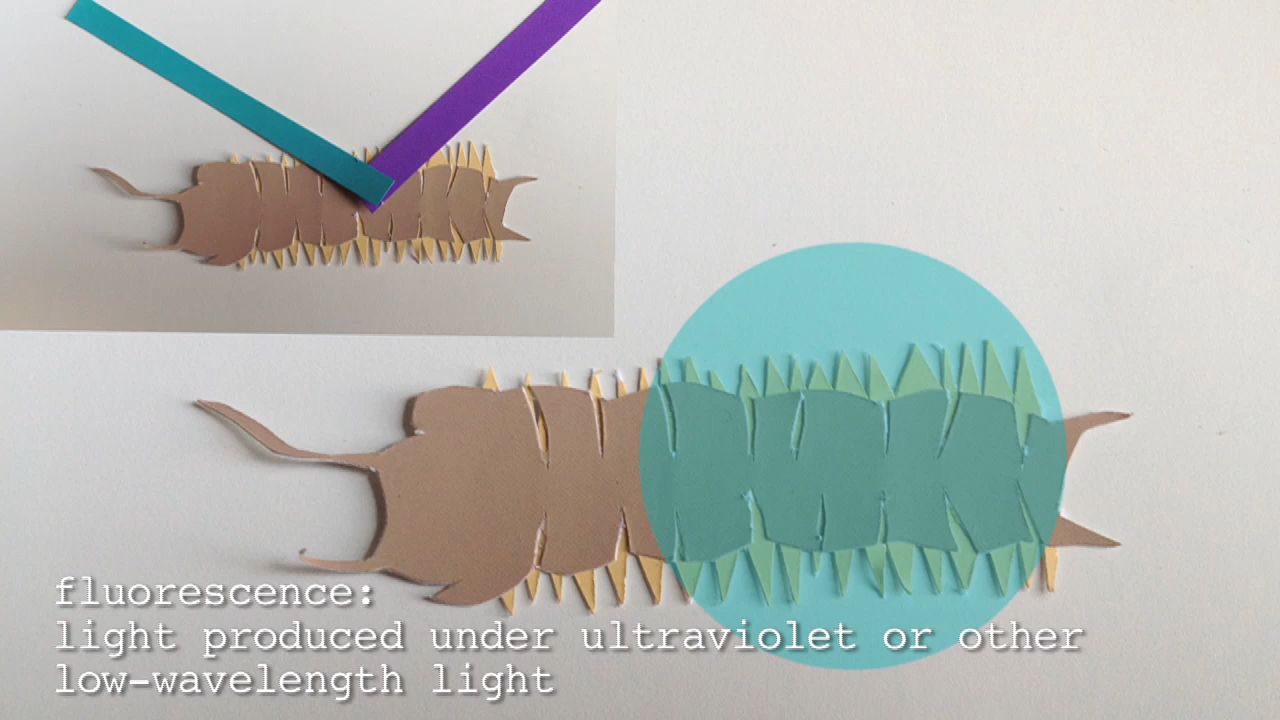 fluorescence:
light produced under ultraviolet or other
low-wavelength light